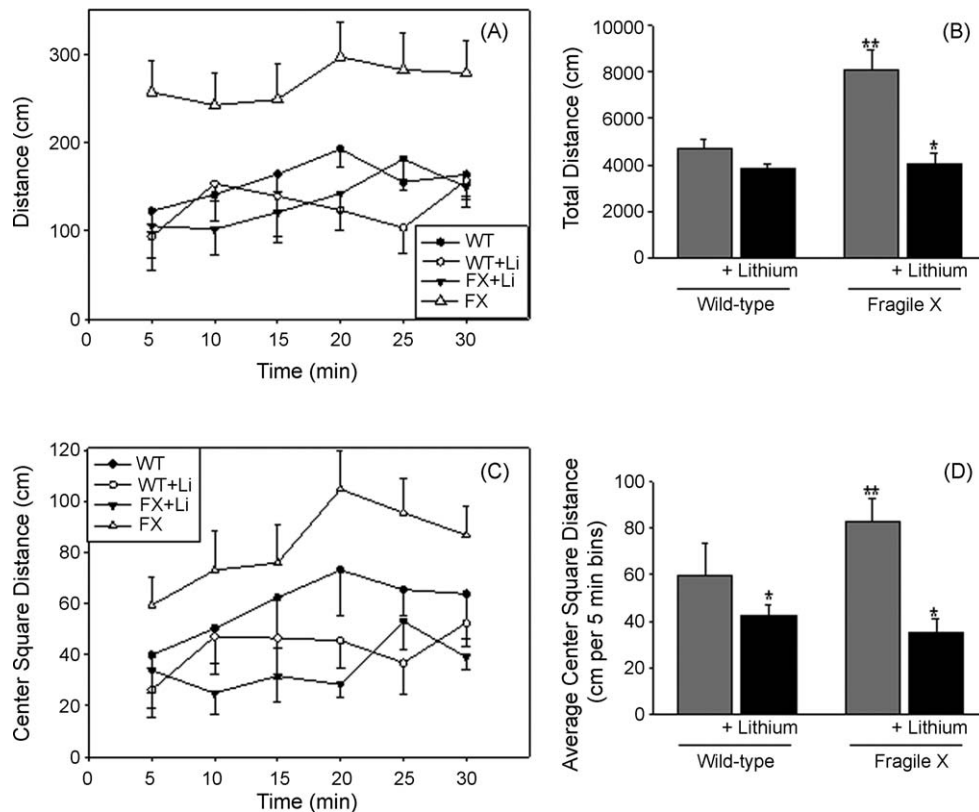 (A)
300
200
100
0
Distance (cm)
WT
WT+Li
FX+Li
FX
0 5 10 15 20 25 30
Time (min)
(B)
10000
8000
6000
4000
2000
0
Total Distance (cm)
**
*
+ Lithium + Lithium
Wild-type Fragile X
(C)
120
100
80
60
40
20
0
Center Square Distance (cm)
WT
WT+Li
FX+Li
FX
0 5 10 15 20 25 30
Time (min)
(D)
100
80
60
40
20
0
Average Center Square Distance
(cm per 5 min bins)
*
**
*
+ Lithium + Lithium
Wild-type Fragile X